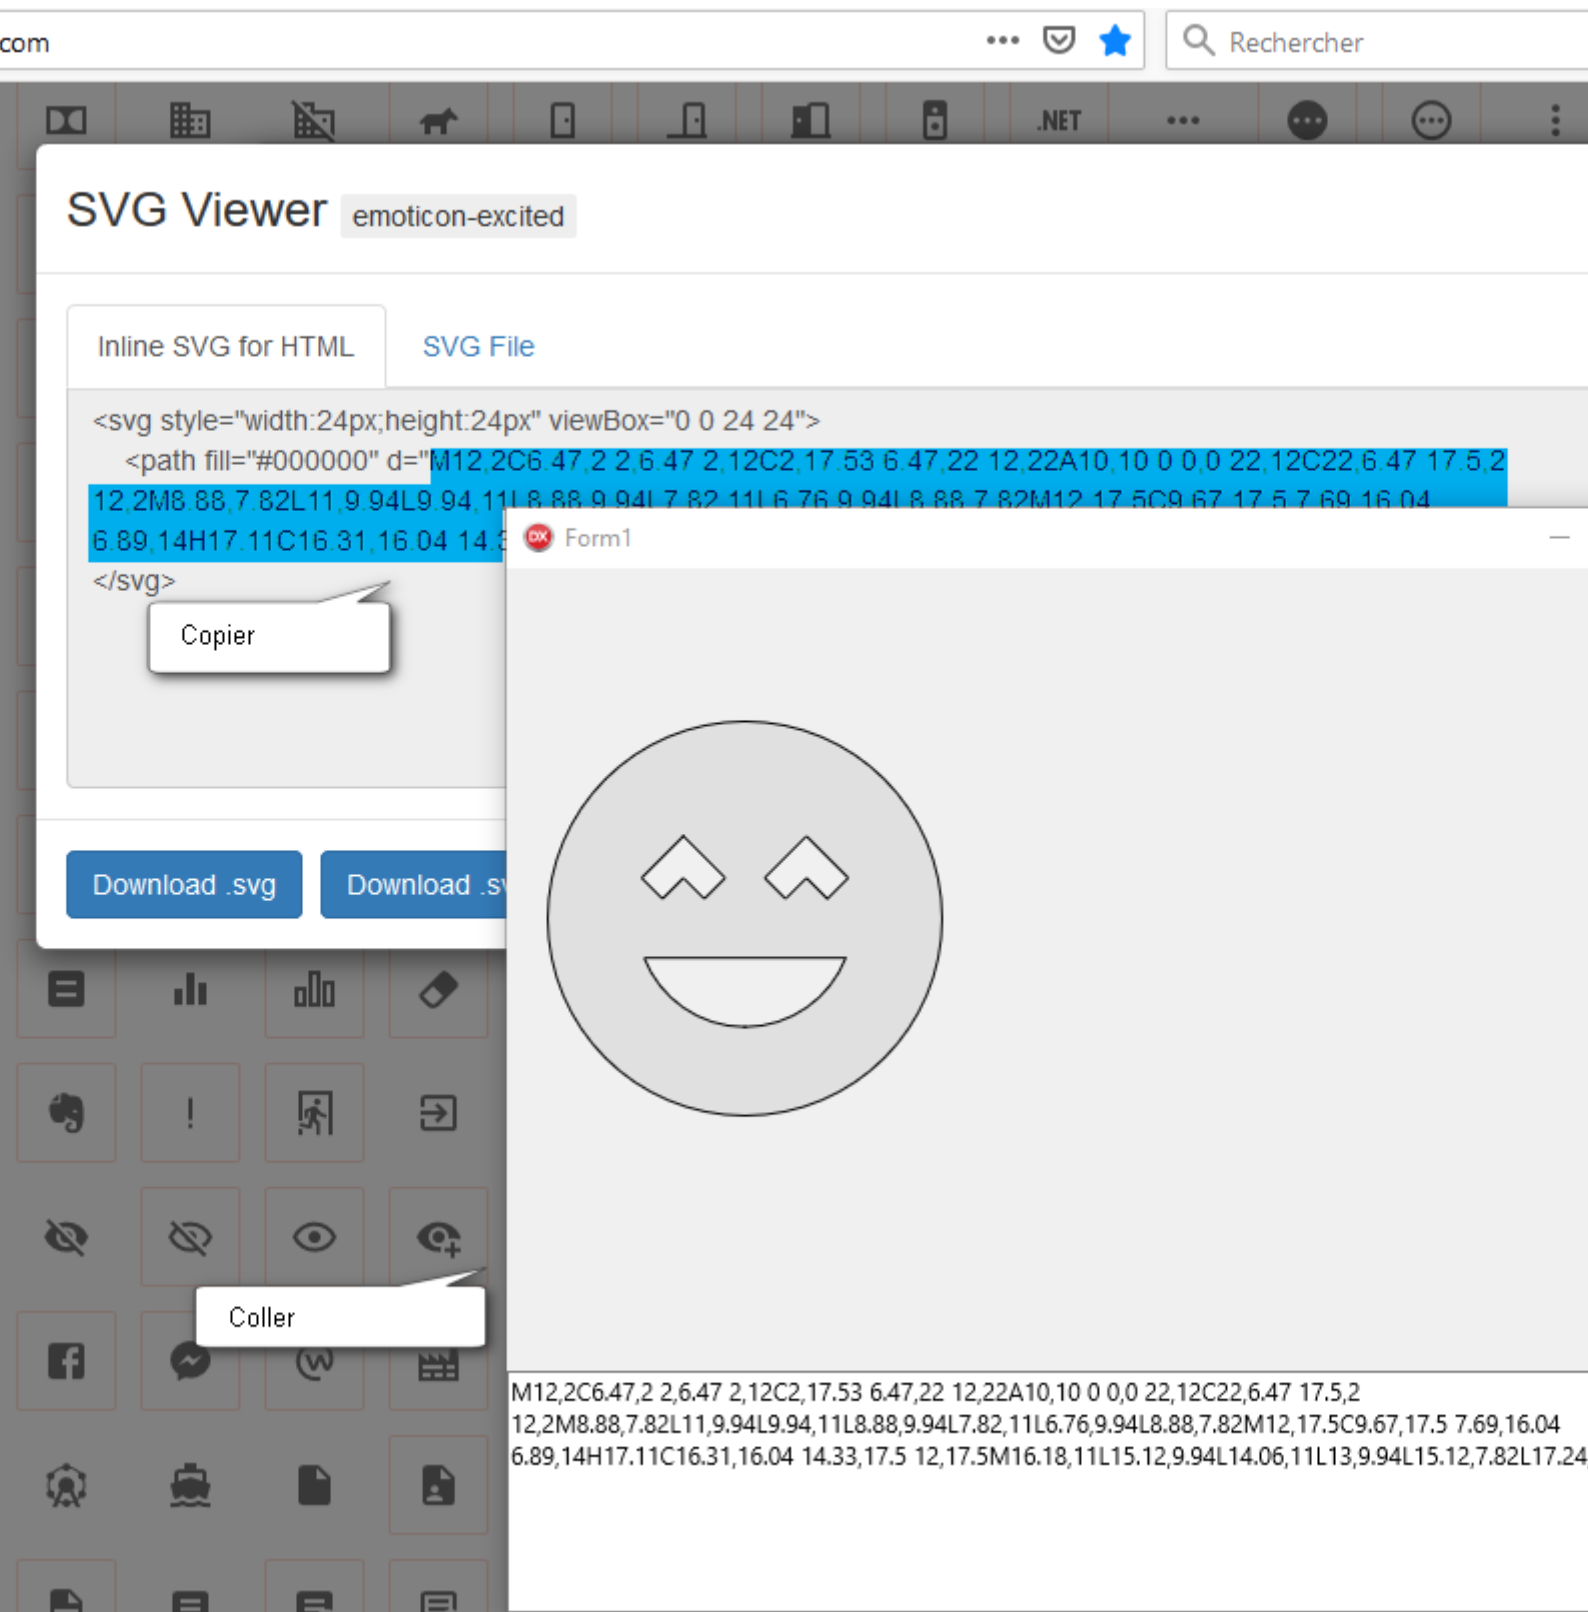 com
Rechercher
.NET
SVG Viewer emoticon-excited
Inline SVG for HTML SVG File
<svg style="width:24px;height:24px" viewBox="0 0 24 24">
<path fill="#000000" d="M12,2C6.47,2 2,6.47 2,12C2,17.53 6.47,22 12,22A10,10 0 0,0 22,12C22,6.47 17.5,2
12,2M8.88,7.82L11,9.94L9.94,11L8.88,9.94L7.82,11L6.76,9.94L8.88,7.82M12,17.5C9.67,17.5 7.69,16.04
6.89,14H17.11C16.31,16.04 14.3
</svg>
Copier
DX Form1
Download .svg Download .sv
Coller
M12,2C6.47,2 2,6.47 2,12C2,17.53 6.47,22 12,22A10,10 0 0,0 22,12C22,6.47 17.5,2
12,2M8.88,7.82L11,9.94L9.94,11L8.88,9.94L7.82,11L6.76,9.94L8.88,7.82M12,17.5C9.67,17.5 7.69,16.04
6.89,14H17.11C16.31,16.04 14.33,17.5 12,17.5M16.18,11L15.12,9.94L14.06,11L13,9.94L15.12,7.82L17.24,